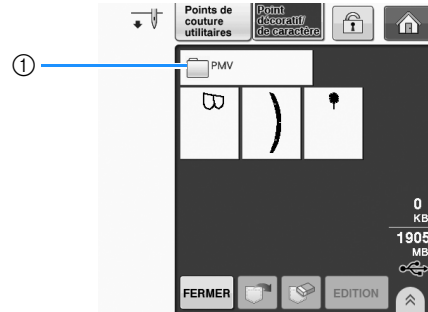 Points de
couture
utilitaires
Point
décoratif/
de caractère
①
PMV
0
KB
1905
MB
FERMER
EDITION